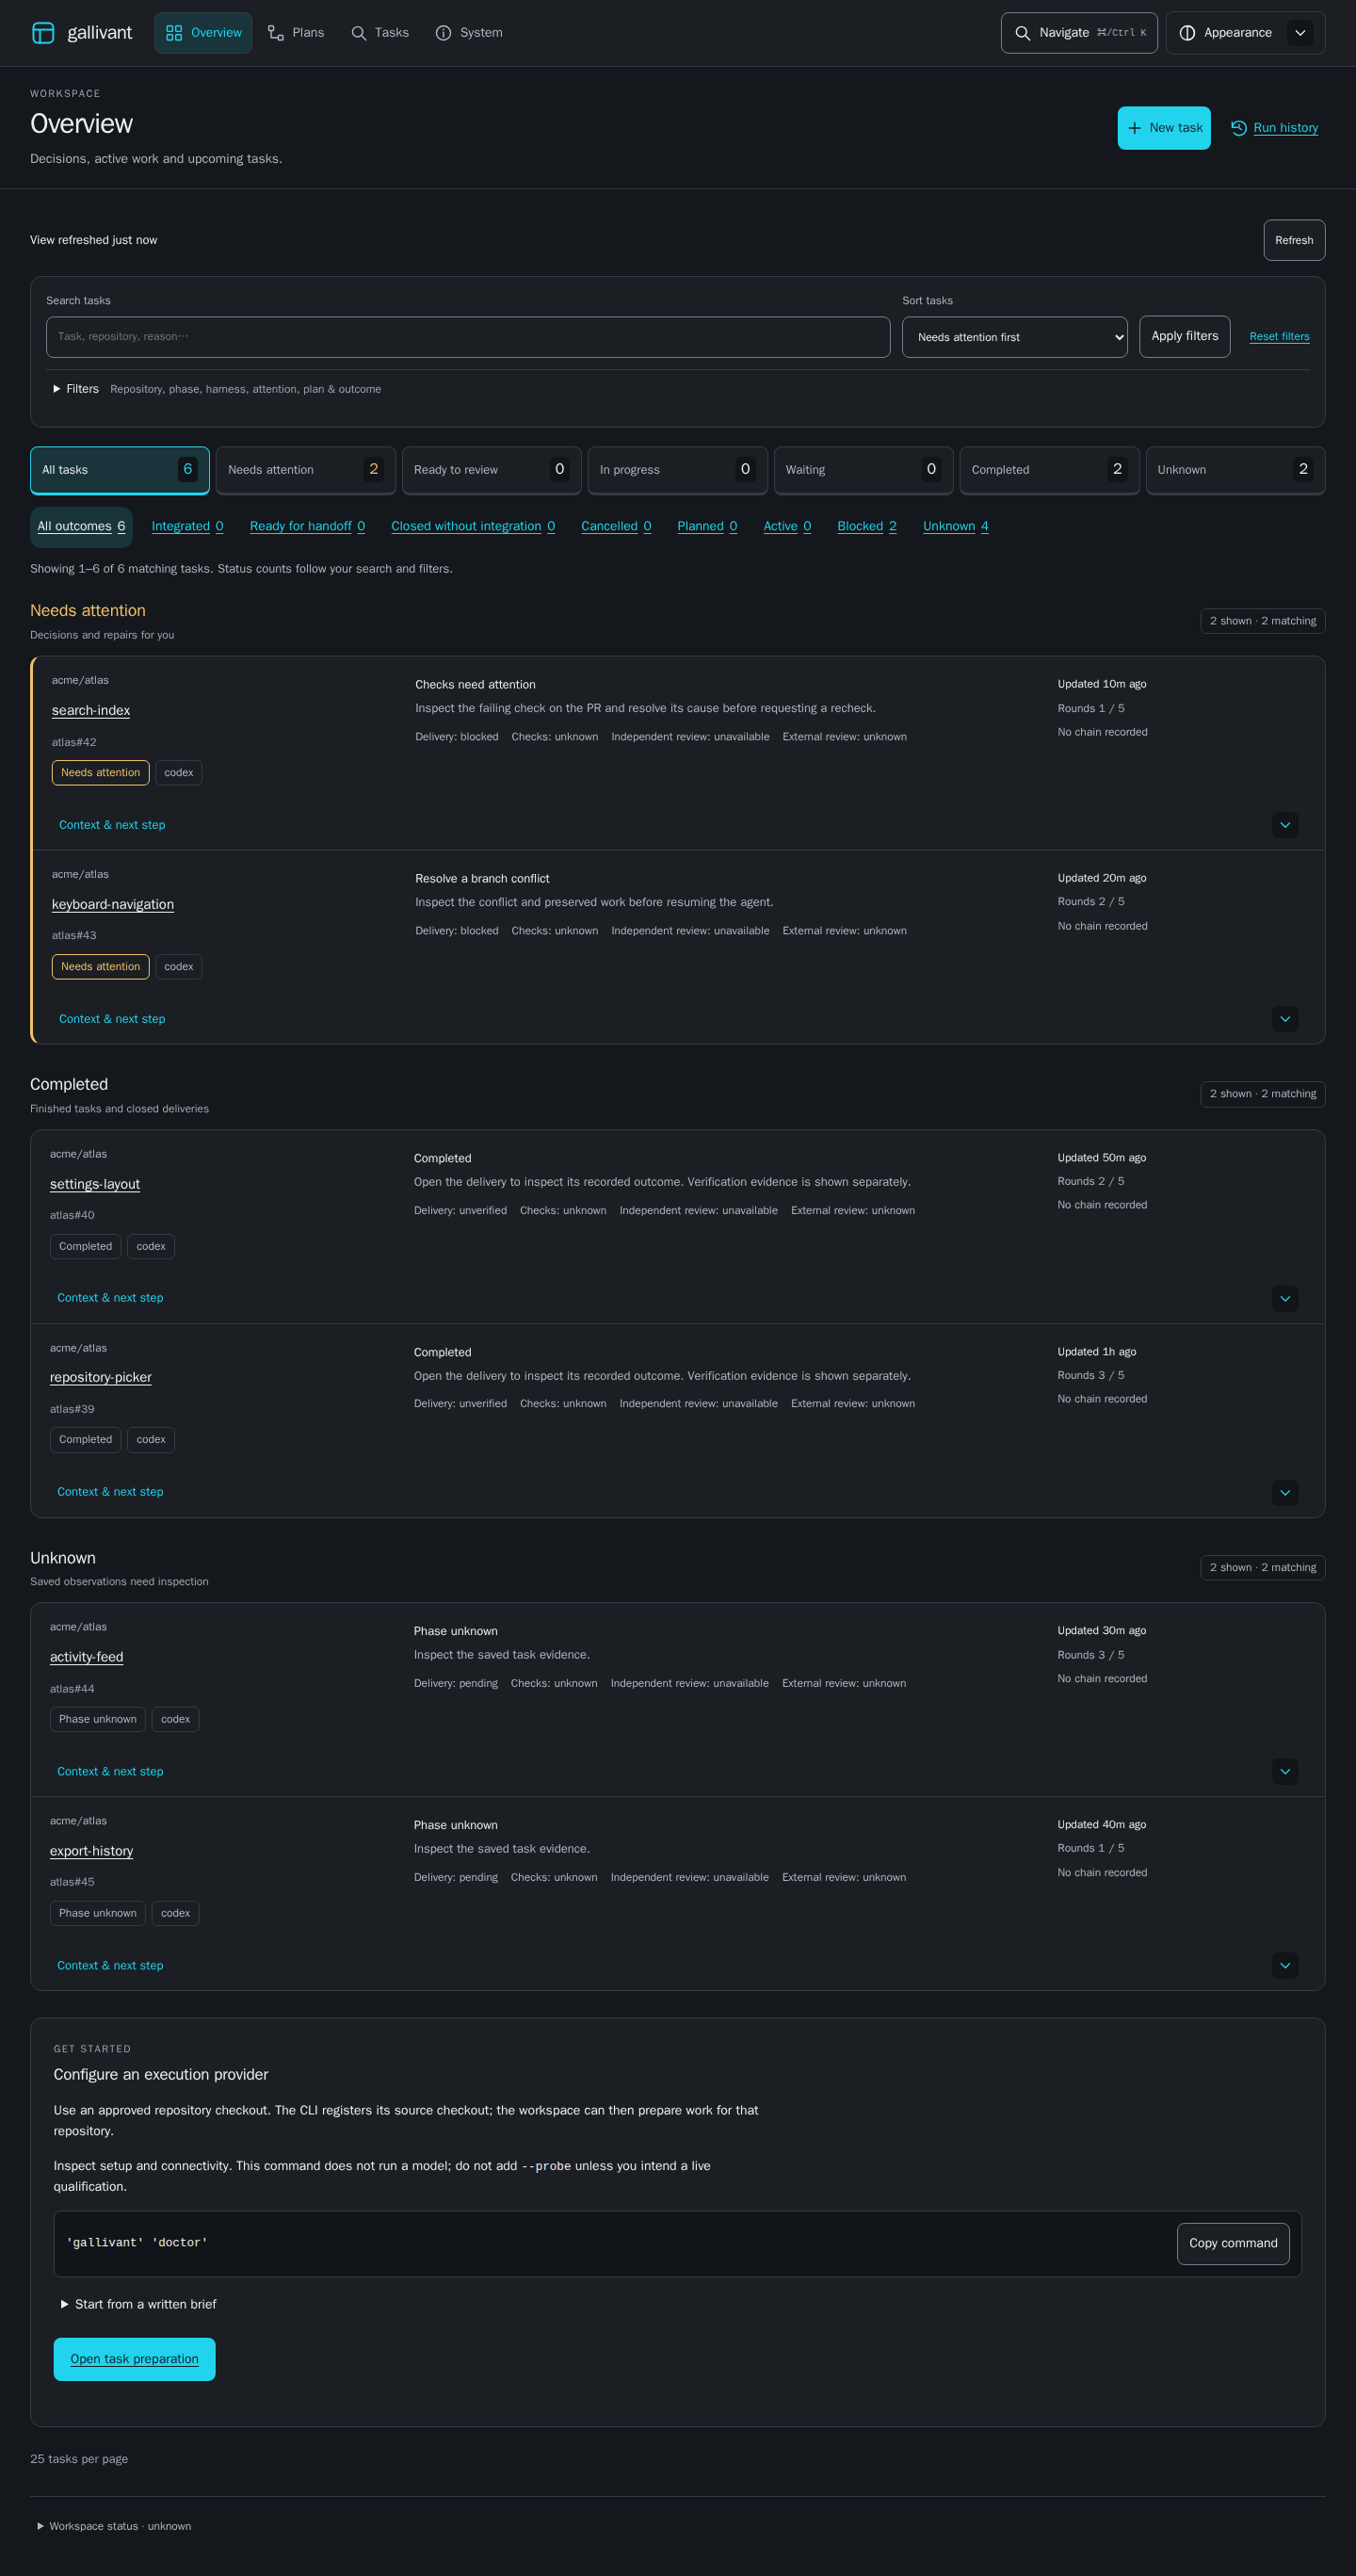 gallivant
Overview
Plans
Tasks
System
Navigate ⌘/Ctrl K
Appearance
WORKSPACE
Overview
Decisions, active work and upcoming tasks.
New task
Run history
View refreshed just now
Refresh
Search tasks
Sort tasks
Task, repository, reason…
Needs attention first
Apply filters
Reset filters
Filters Repository, phase, harness, attention, plan & outcome
All tasks 6
Needs attention 2
Ready to review 0
In progress 0
Waiting 0
Completed 2
Unknown 2
All outcomes 6
Integrated 0
Ready for handoff 0
Closed without integration 0
Cancelled 0
Planned 0
Active 0
Blocked 2
Unknown 4
Showing 1–6 of 6 matching tasks. Status counts follow your search and filters.
Needs attention
Decisions and repairs for you
2 shown · 2 matching
acme/atlas
search-index
atlas#42
Needs attention codex
Checks need attention
Inspect the failing check on the PR and resolve its cause before requesting a recheck.
Delivery: blocked Checks: unknown Independent review: unavailable External review: unknown
Updated 10m ago
Rounds 1 / 5
No chain recorded
Context & next step
acme/atlas
keyboard-navigation
atlas#43
Needs attention codex
Resolve a branch conflict
Inspect the conflict and preserved work before resuming the agent.
Delivery: blocked Checks: unknown Independent review: unavailable External review: unknown
Updated 20m ago
Rounds 2 / 5
No chain recorded
Context & next step
Completed
Finished tasks and closed deliveries
2 shown · 2 matching
acme/atlas
settings-layout
atlas#40
Completed codex
Completed
Open the delivery to inspect its recorded outcome. Verification evidence is shown separately.
Delivery: unverified Checks: unknown Independent review: unavailable External review: unknown
Updated 50m ago
Rounds 2 / 5
No chain recorded
Context & next step
acme/atlas
repository-picker
atlas#39
Completed codex
Completed
Open the delivery to inspect its recorded outcome. Verification evidence is shown separately.
Delivery: unverified Checks: unknown Independent review: unavailable External review: unknown
Updated 1h ago
Rounds 3 / 5
No chain recorded
Context & next step
Unknown
Saved observations need inspection
2 shown · 2 matching
acme/atlas
activity-feed
atlas#44
Phase unknown codex
Phase unknown
Inspect the saved task evidence.
Delivery: pending Checks: unknown Independent review: unavailable External review: unknown
Updated 30m ago
Rounds 3 / 5
No chain recorded
Context & next step
acme/atlas
export-history
atlas#45
Phase unknown codex
Phase unknown
Inspect the saved task evidence.
Delivery: pending Checks: unknown Independent review: unavailable External review: unknown
Updated 40m ago
Rounds 1 / 5
No chain recorded
Context & next step
GET STARTED
Configure an execution provider
Use an approved repository checkout. The CLI registers its source checkout; the workspace can then prepare work for that
repository.
Inspect setup and connectivity. This command does not run a model; do not add --probe unless you intend a live
qualification.
'gallivant' 'doctor'
Copy command
Start from a written brief
Open task preparation
25 tasks per page
Workspace status · unknown